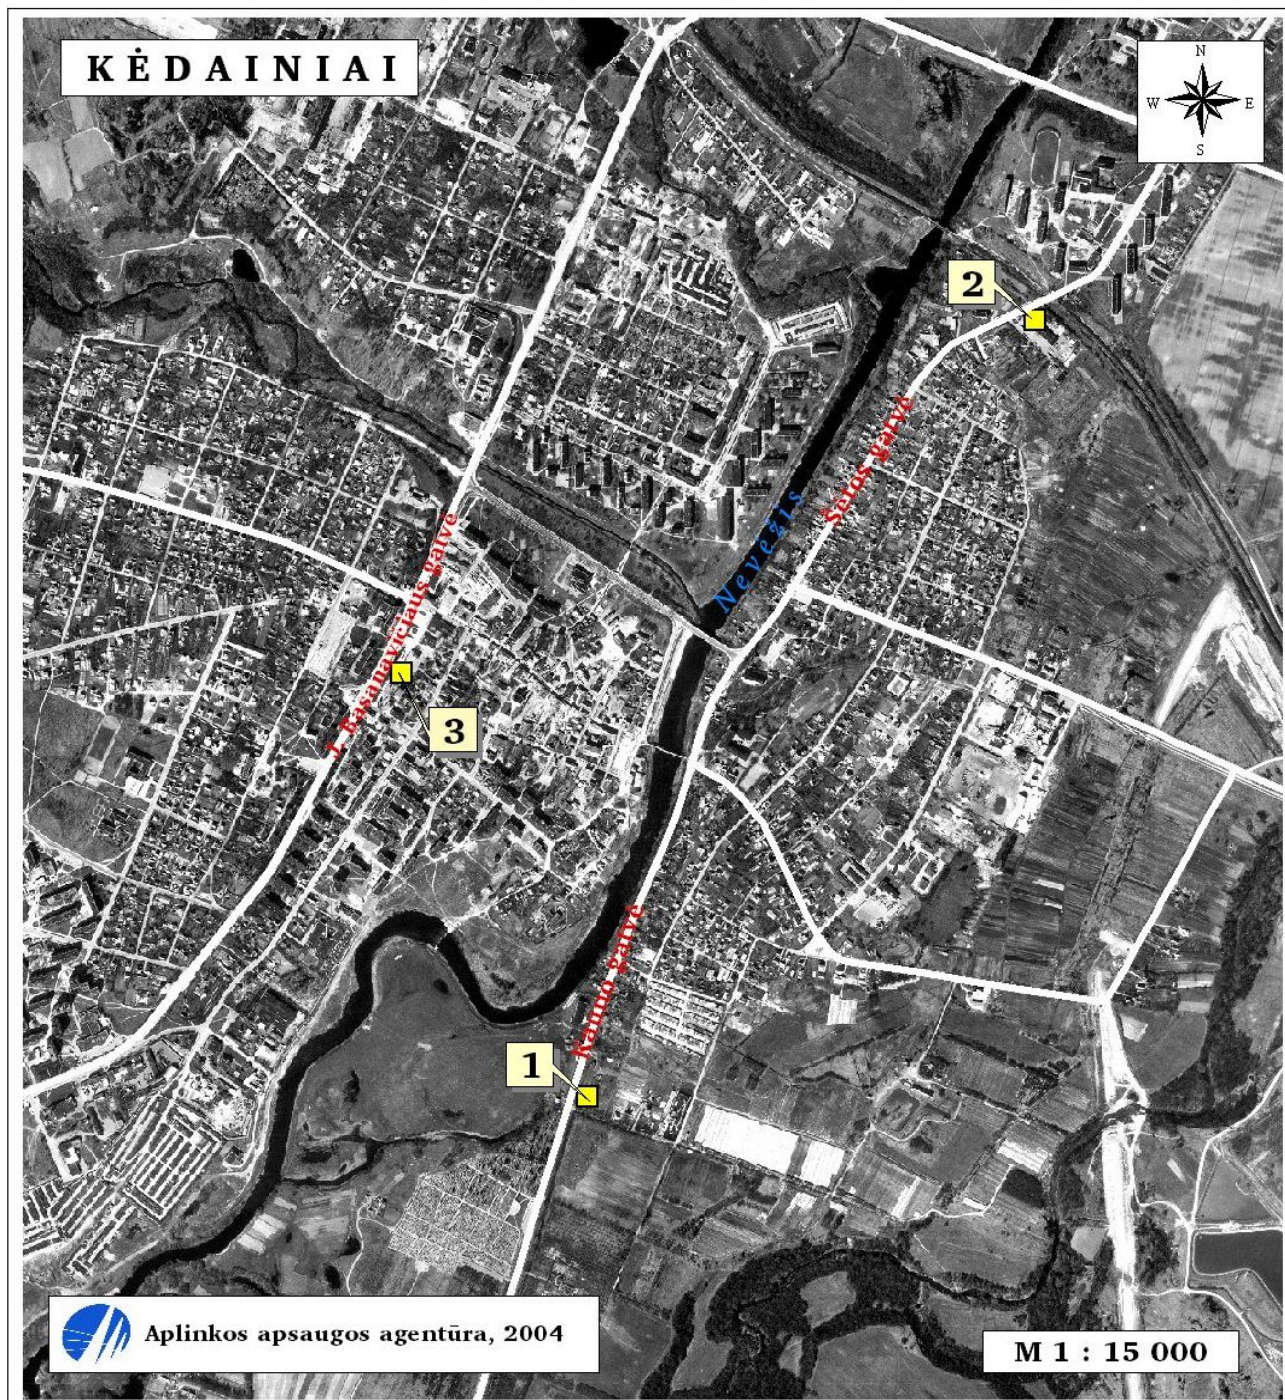 KĖDAINIAI
N
W E
S
2
Šėtos gatvė
Nevėžis
J. Basanavičiaus gatvė
3
Kauno gatvė
1
Aplinkos apsaugos agentūra, 2004
M 1 : 15 000